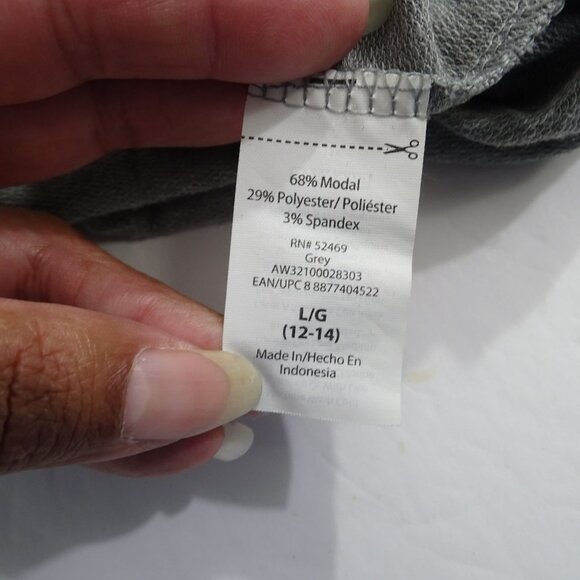 68% Modal
29% Polyester/ Poliéster
3% Spandex
RN# 52469
Grey
AW32100028303
EAN/UPC 8 8877404522
L/G
(12-14)
Made In/Hecho En
Indonesia